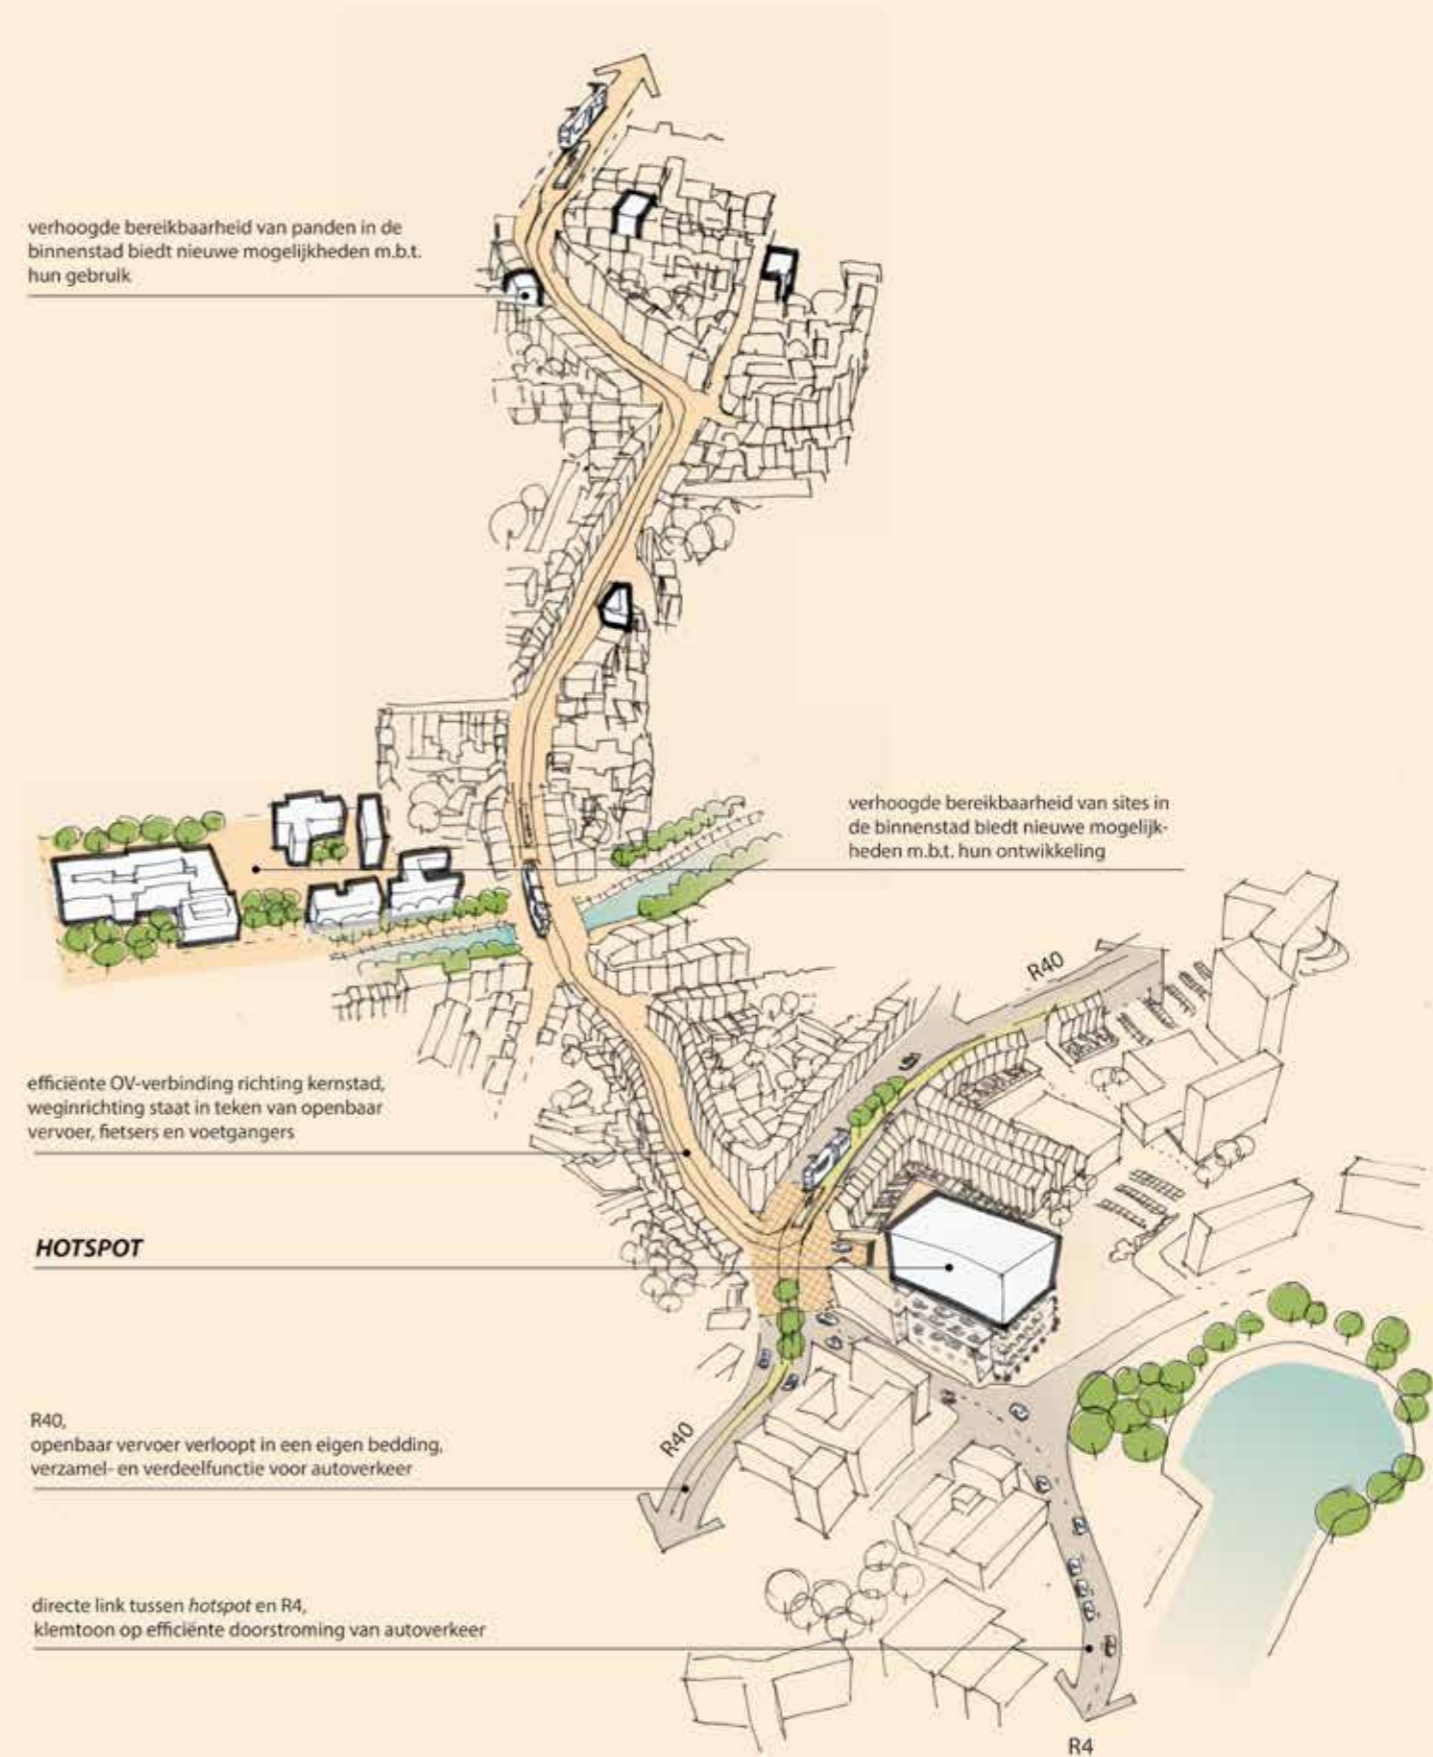 verhoogde bereikbaarheid van panden in de
binnenstad biedt nieuwe mogelijkheden m.b.t.
hun gebruik
verhoogde bereikbaarheid van sites in
de binnenstad biedt nieuwe mogelijk-
heden m.b.t. hun ontwikkeling
R40
efficiënte OV-verbinding richting kernstad,
weginrichting staat in teken van openbaar
vervoer, fietsers en voetgangers
HOTSPOT
R40,
openbaar vervoer verloopt in een eigen bedding,
verzamel- en verdeelfunctie voor autoverkeer
R40
directe link tussen hotspot en R4,
klemtoon op efficiënte doorstroming van autoverkeer
R4